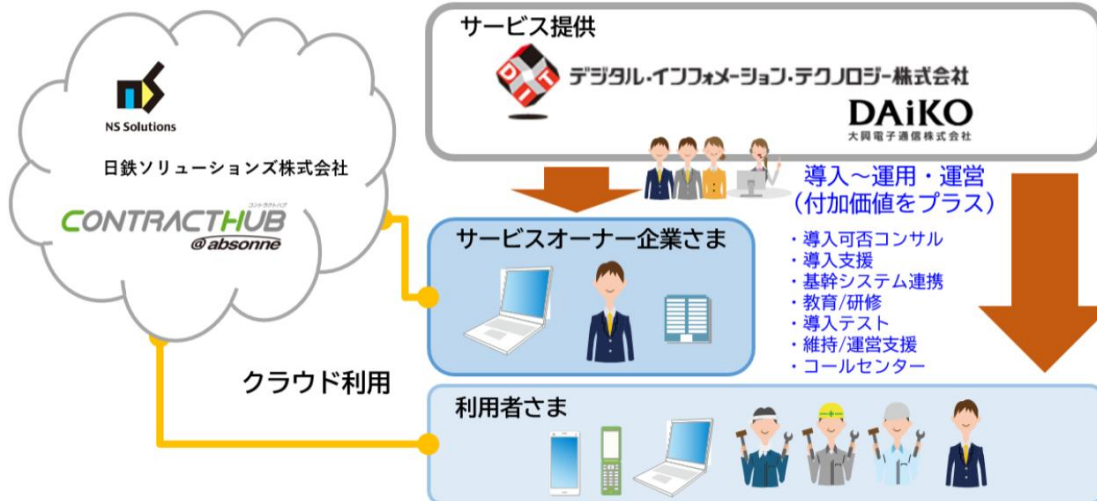 NS Solutions
日鉄ソリューションズ株式会社
コントラクトハブ
CONTRACTHUB
@absonne
クラウド利用
サービス提供
DIT
デジタル・インフォメーション・テクノロジー株式会社
DAiKO
大興電子通信株式会社
導入～運用・運営
(付加価値をプラス)
・導入可否コンサル
・導入支援
・基幹システム連携
・教育/研修
・導入テスト
・維持/運営支援
・コールセンター
サービスオーナー企業さま
利用者さま